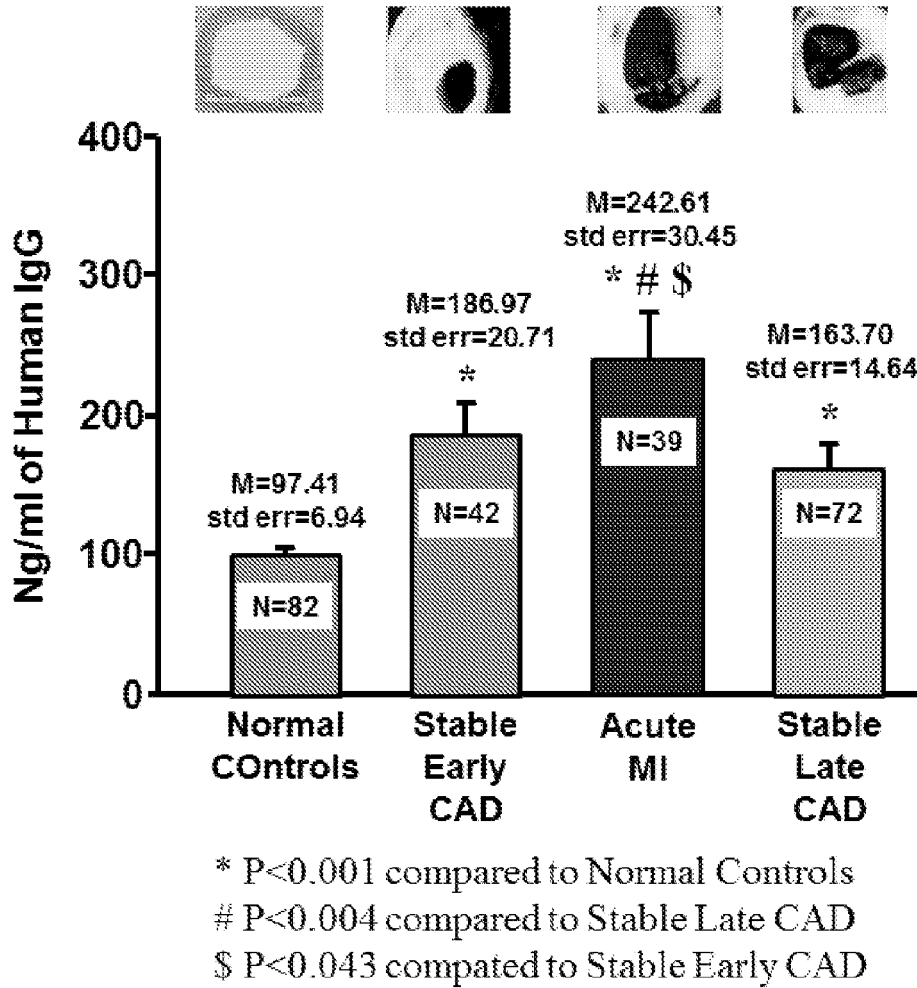 400
300
200
100
0
Ng/ml of Human IgG
M=97.41
std err=6.94
N=82
M=186.97
std err=20.71
*
N=42
M=242.61
std err=30.45
* # $
N=39
M=163.70
std err=14.64
*
N=72
Normal
COntrols
Stable
Early
CAD
Acute
MI
Stable
Late
CAD
* P<0.001 compared to Normal Controls
# P<0.004 compared to Stable Late CAD
$ P<0.043 compated to Stable Early CAD